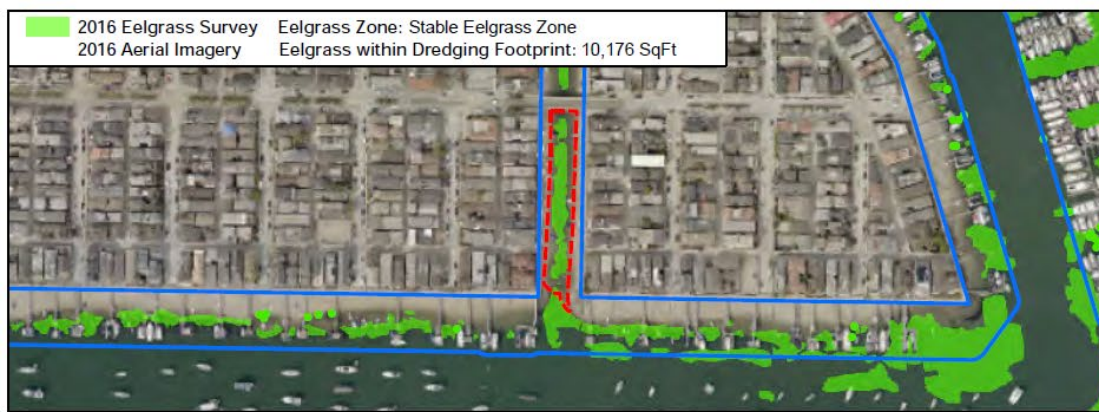 2016 Eelgrass Survey Eelgrass Zone: Stable Eelgrass Zone
2016 Aerial Imagery Eelgrass within Dredging Footprint: 10,176 SqFt